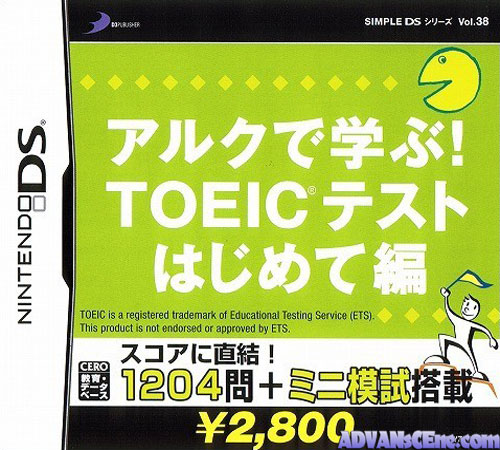 D3PUBLISHER
SIMPLE DS シリーズ Vol.38
NINTENDO DS™
アルクで学ぶ!
TOEIC®テスト
はじめて編
TOEIC is a registered trademark of Educational Testing Service (ETS).
This product is not endorsed or approved by ETS.
CERO
教育・
データ
ベース
スコアに直結!
1204問+ミニ模試搭載
¥2,800
ADVANsCEnc.com